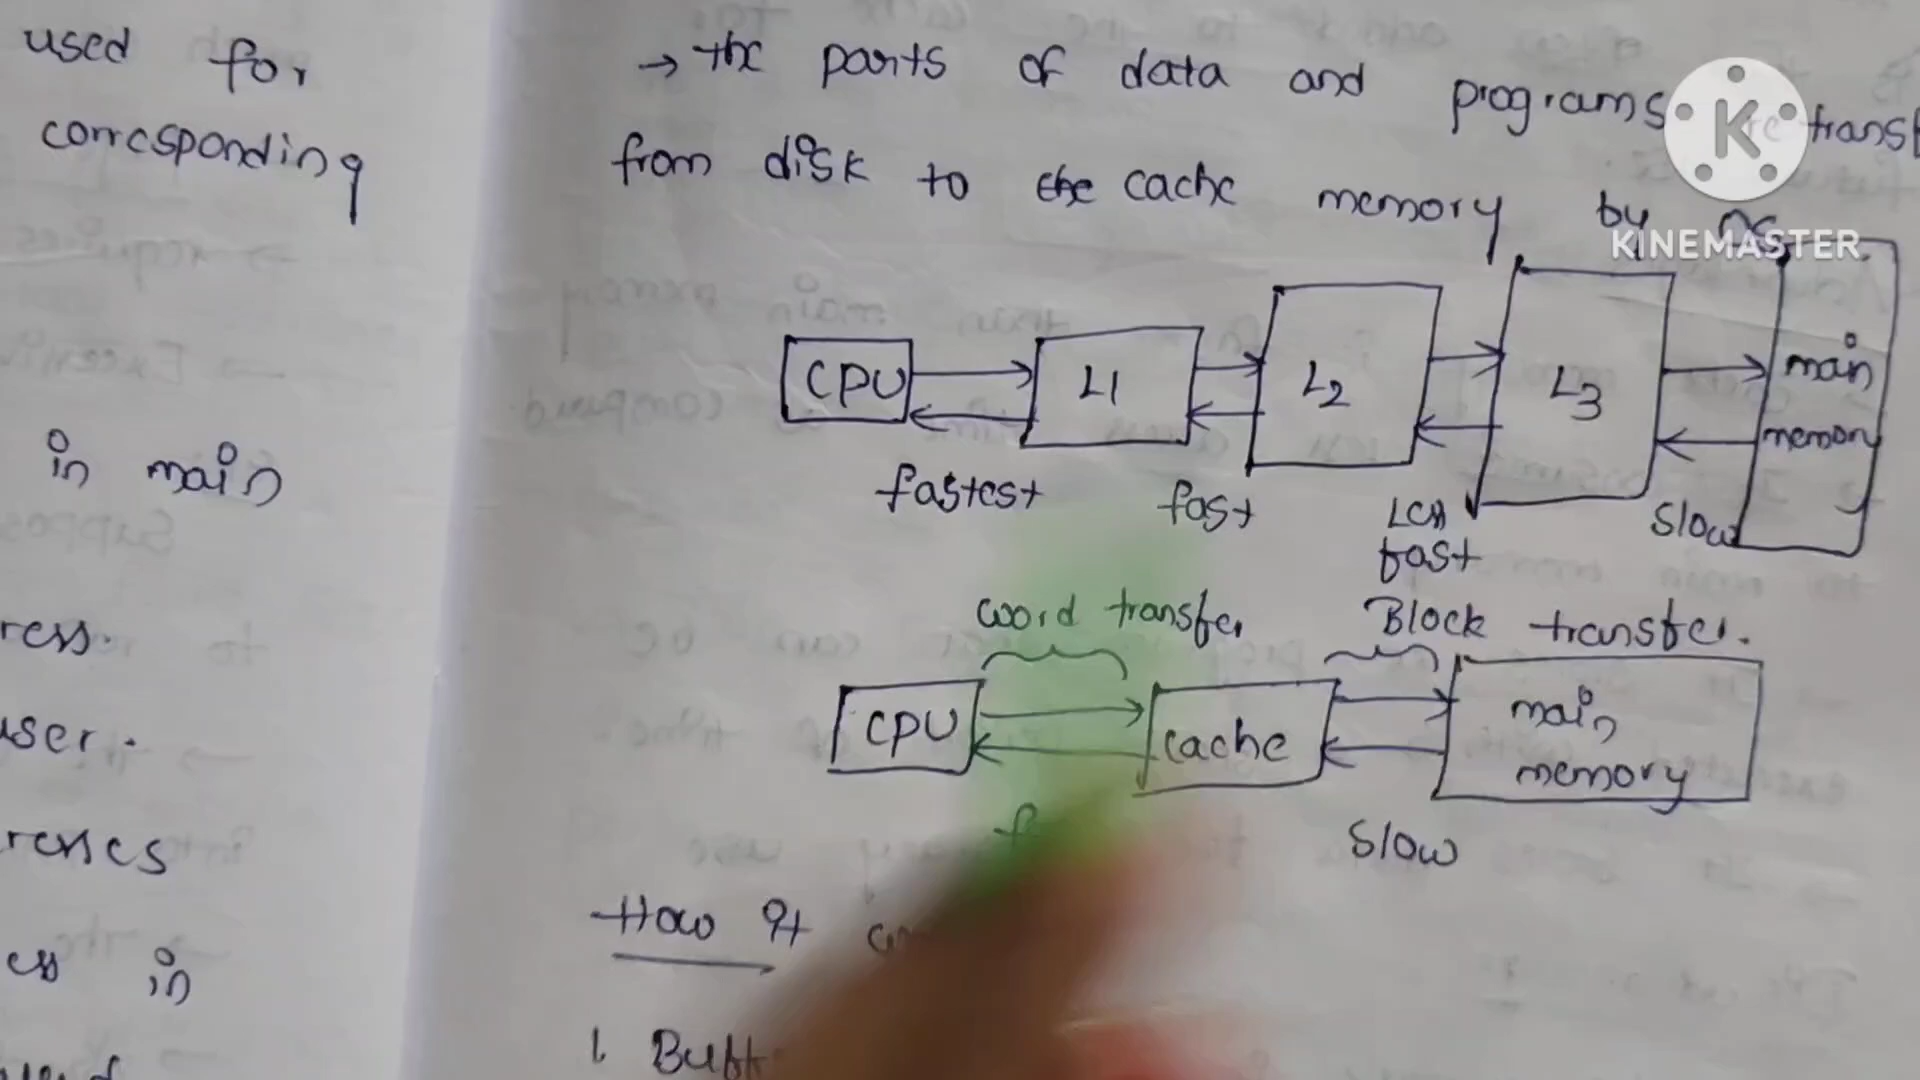 used for
corresponding
in main
ress.
user.
resses
ess in
→ the parts of data and programs
from disk to the cache memory by OS.
KINEMASTER
CPU L1 L2 L3 main memory
fastest fast Less fast Slow
word transfer Block transfer.
CPU cache main memory
Slow
How It
1 Buff